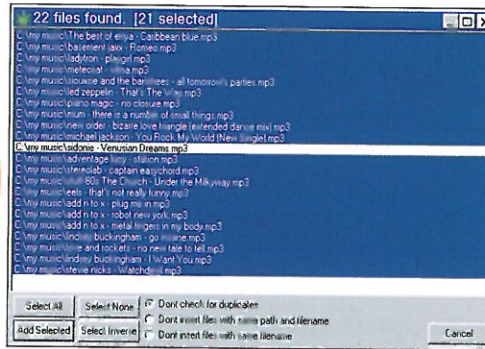 22 files found, [21 selected]
C:\my music\The best of enya - Caribbean blue.mp3
C:\my music\basement jaxx - Romeo.mp3
C:\my music\ladytron - playgirl.mp3
C:\my music\meteorat - .mp3
C:\my music\siouxsie and the banshees - all tomorrow's parties.mp3
C:\my music\led zeppelin - That's The Way.mp3
C:\my music\piano magic - no closure.mp3
C:\my music\mum - there is a number of small things.mp3
C:\my music\new order - bizarre love triangle (extended dance mix).mp3
C:\my music\michael jackson - You Rock My World (New Single).mp3
C:\my music\sidonie - Venusian Dreams.mp3
C:\my music\adventage lucy - station.mp3
C:\my music\stereolab - captain easychord.mp3
C:\my music\ 80s The Church - Under the Milkyway.mp3
C:\my music\eels - that's not really funny.mp3
C:\my music\add n to x - plug me in.mp3
C:\my music\add n to x - robot new york.mp3
C:\my music\add n to x - metal fingers in my body.mp3
C:\my music\lindsey buckingham - go insane.mp3
C:\my music\love and rockets - no new tale to tell.mp3
C:\my music\lindsey buckingham - I Want You.mp3
C:\my music\stevie nicks - Watchdevil.mp3
Select All Select None Dont check for duplicates
Dont insert files with same path and filename
Add Selected Select Inverse Dont insert files with same filename Cancel